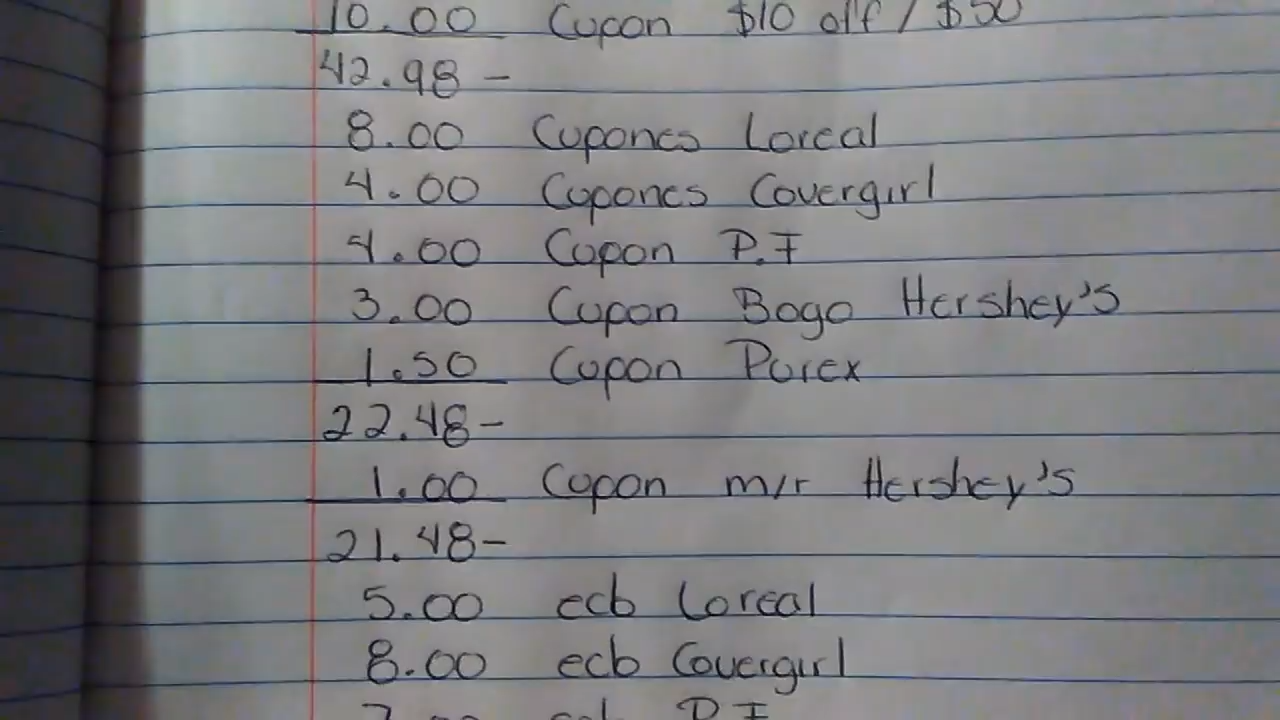 10.00 Cupon $10 off / $50
42.98 -
8.00 Cupones Loreal
4.00 Cupones Covergirl
4.00 Cupon P.F
3.00 Cupon Bogo Hershey's
1.50 Cupon Purex
22.48 -
1.00 Cupon m/r Hershey's
21.48 -
5.00 ecb Loreal
8.00 ecb Covergirl
ecb P.F